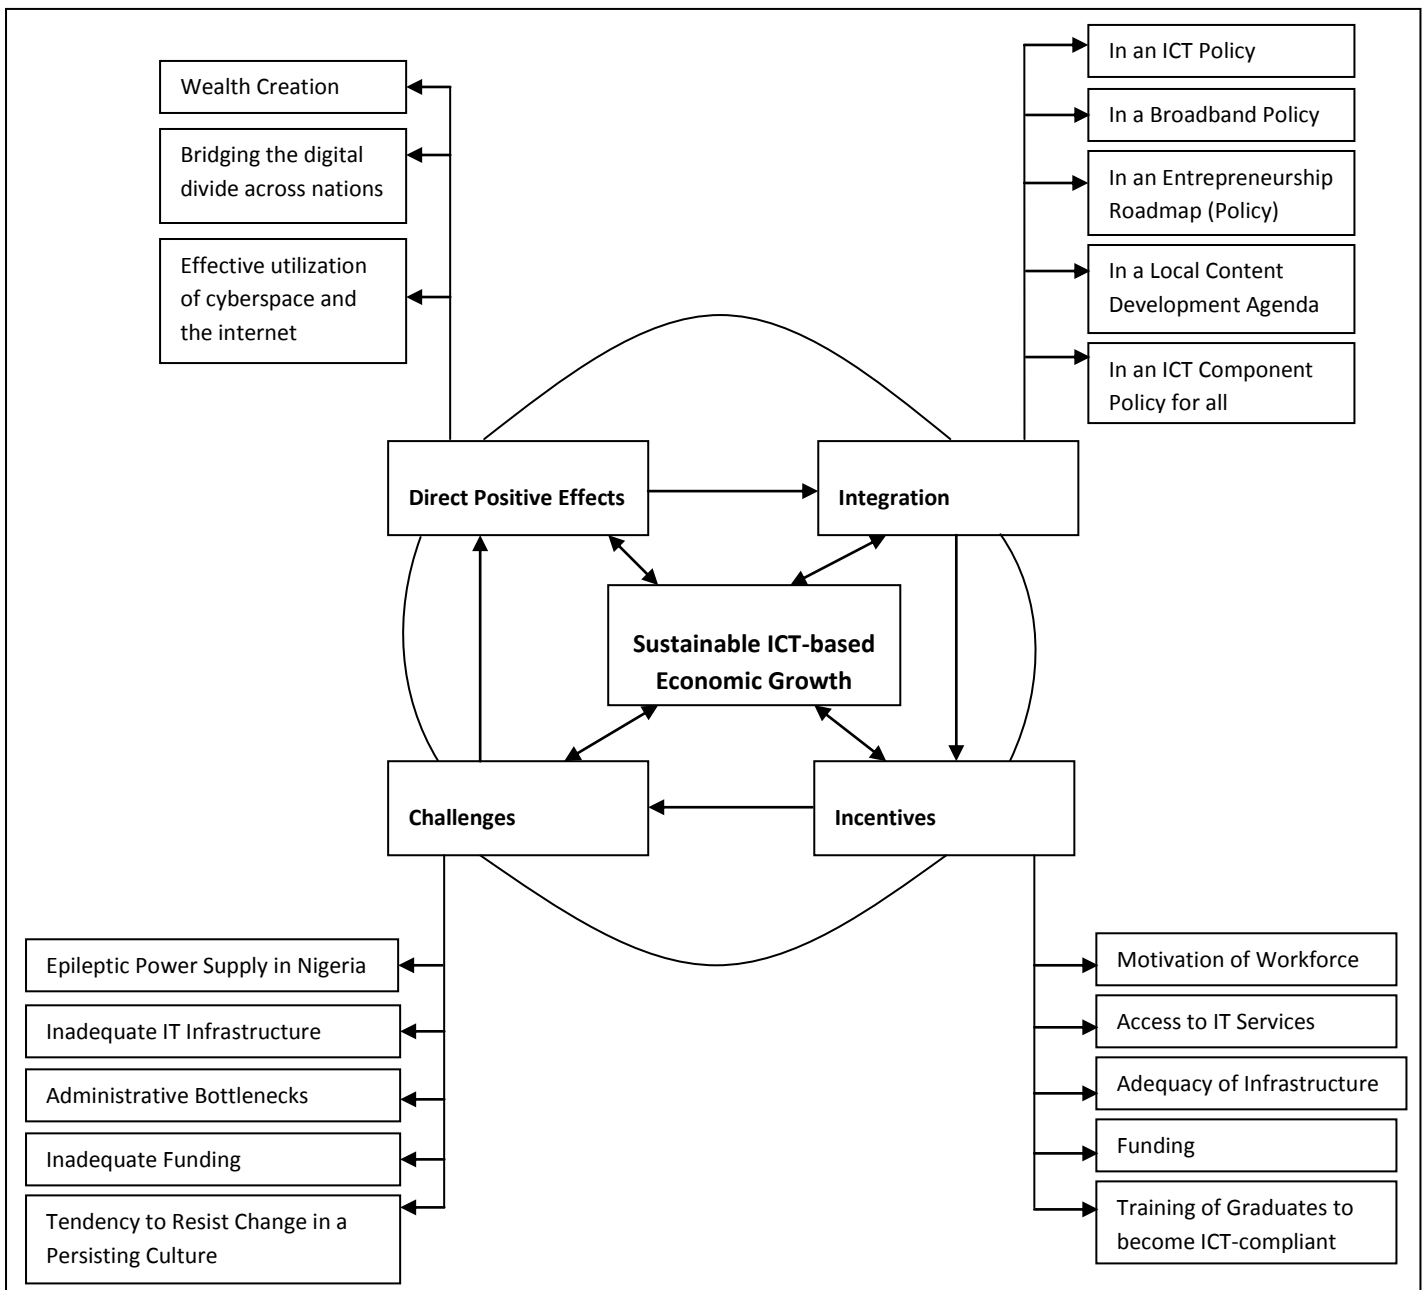 Wealth Creation
Bridging the digital
divide across nations
Effective utilization
of cyberspace and
the internet
In an ICT Policy
In a Broadband Policy
In an Entrepreneurship
Roadmap (Policy)
In a Local Content
Development Agenda
In an ICT Component
Policy for all
Direct Positive Effects
Integration
Sustainable ICT-based
Economic Growth
Challenges
Incentives
Epileptic Power Supply in Nigeria
Inadequate IT Infrastructure
Administrative Bottlenecks
Inadequate Funding
Tendency to Resist Change in a
Persisting Culture
Motivation of Workforce
Access to IT Services
Adequacy of Infrastructure
Funding
Training of Graduates to
become ICT-compliant